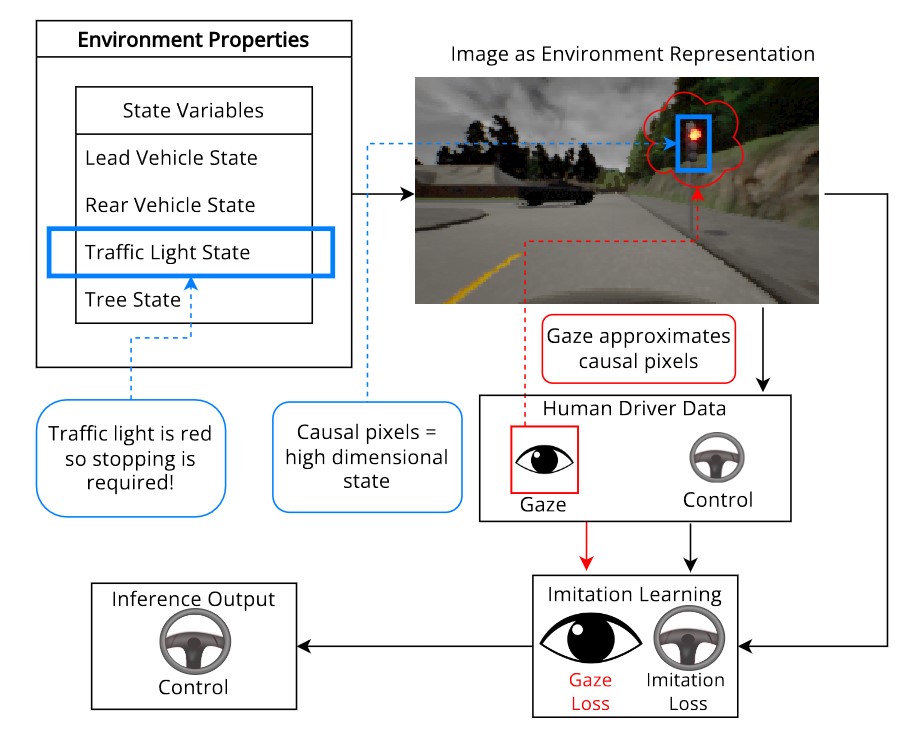 Environment Properties
State Variables
Lead Vehicle State
Rear Vehicle State
Traffic Light State
Tree State
Traffic light is red
so stopping is
required!
Image as Environment Representation
Causal pixels =
high dimensional
state
Gaze approximates
causal pixels
Human Driver Data
Gaze
Control
Imitation Learning
Gaze
Loss
Imitation
Loss
Inference Output
Control